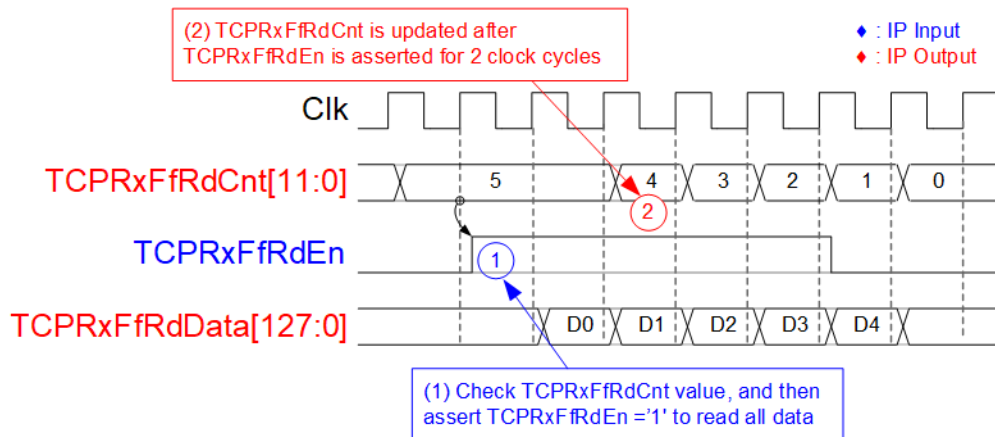 (2) TCPRxFfRdCnt is updated after
TCPRxFfRdEn is asserted for 2 clock cycles
♦ : IP Input
♦ : IP Output
Clk
TCPRxFfRdCnt[11:0]
5 4 3 2 1 0
2
TCPRxFfRdEn
1
TCPRxFfRdData[127:0]
D0 D1 D2 D3 D4
(1) Check TCPRxFfRdCnt value, and then
assert TCPRxFfRdEn ='1' to read all data